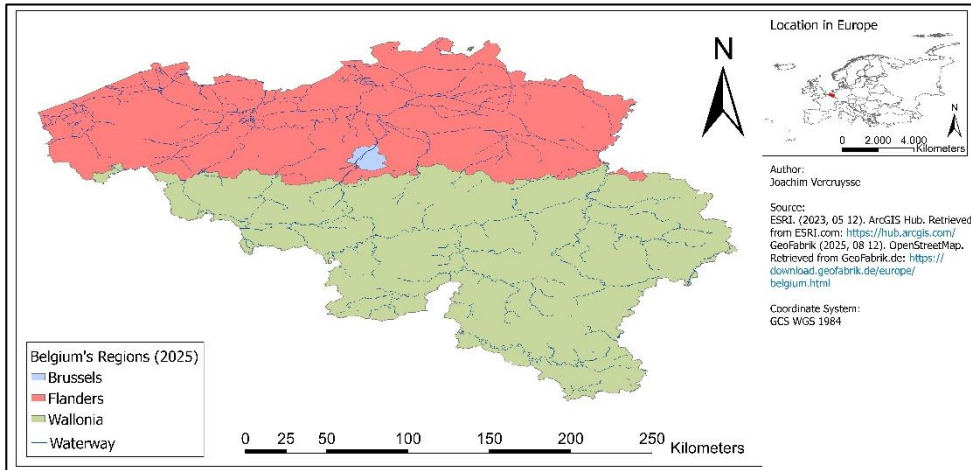 Location in Europe
N
0 2.000 4.000
Kilometers
Author:
Joachim Vercruysse
Source:
ESRI. (2023, 05 12). ArcGIS Hub. Retrieved
from ESRI.com: https://hub.arcgis.com/
GeoFabrik (2025, 08 12). OpenStreetMap.
Retrieved from GeoFabrik.de: https://
download.geofabrik.de/europe/
belgium.html
Coordinate System:
GCS WGS 1984
N
Belgium's Regions (2025)
Brussels
Flanders
Wallonia
Waterway
0 25 50 100 150 200 250
Kilometers